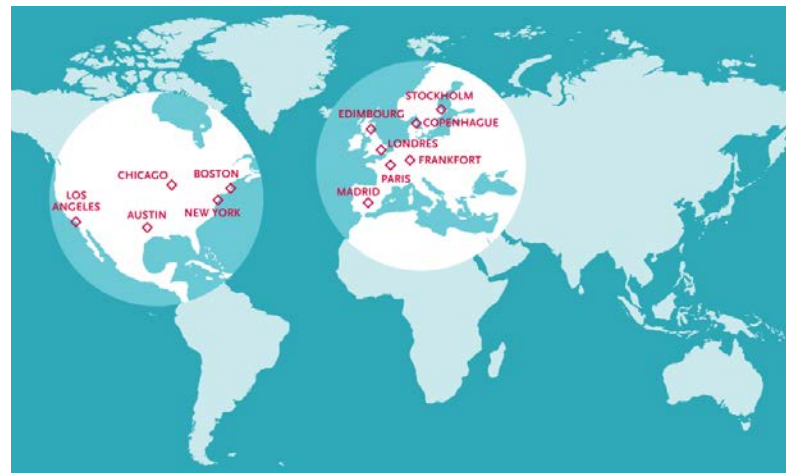 STOCKHOLM
EDIMBOURG
COPENHAGUE
LONDRES
FRANKFORT
PARIS
MADRID
CHICAGO
BOSTON
LOS
ANGELES
AUSTIN
NEW YORK